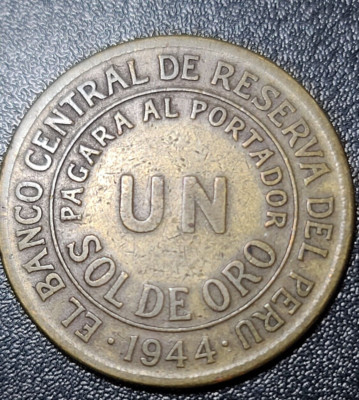 EL BANCO CENTRAL DE RESERVA DEL PERU
PAGARA AL PORTADOR
UN
SOL DE ORO
· 1944 ·